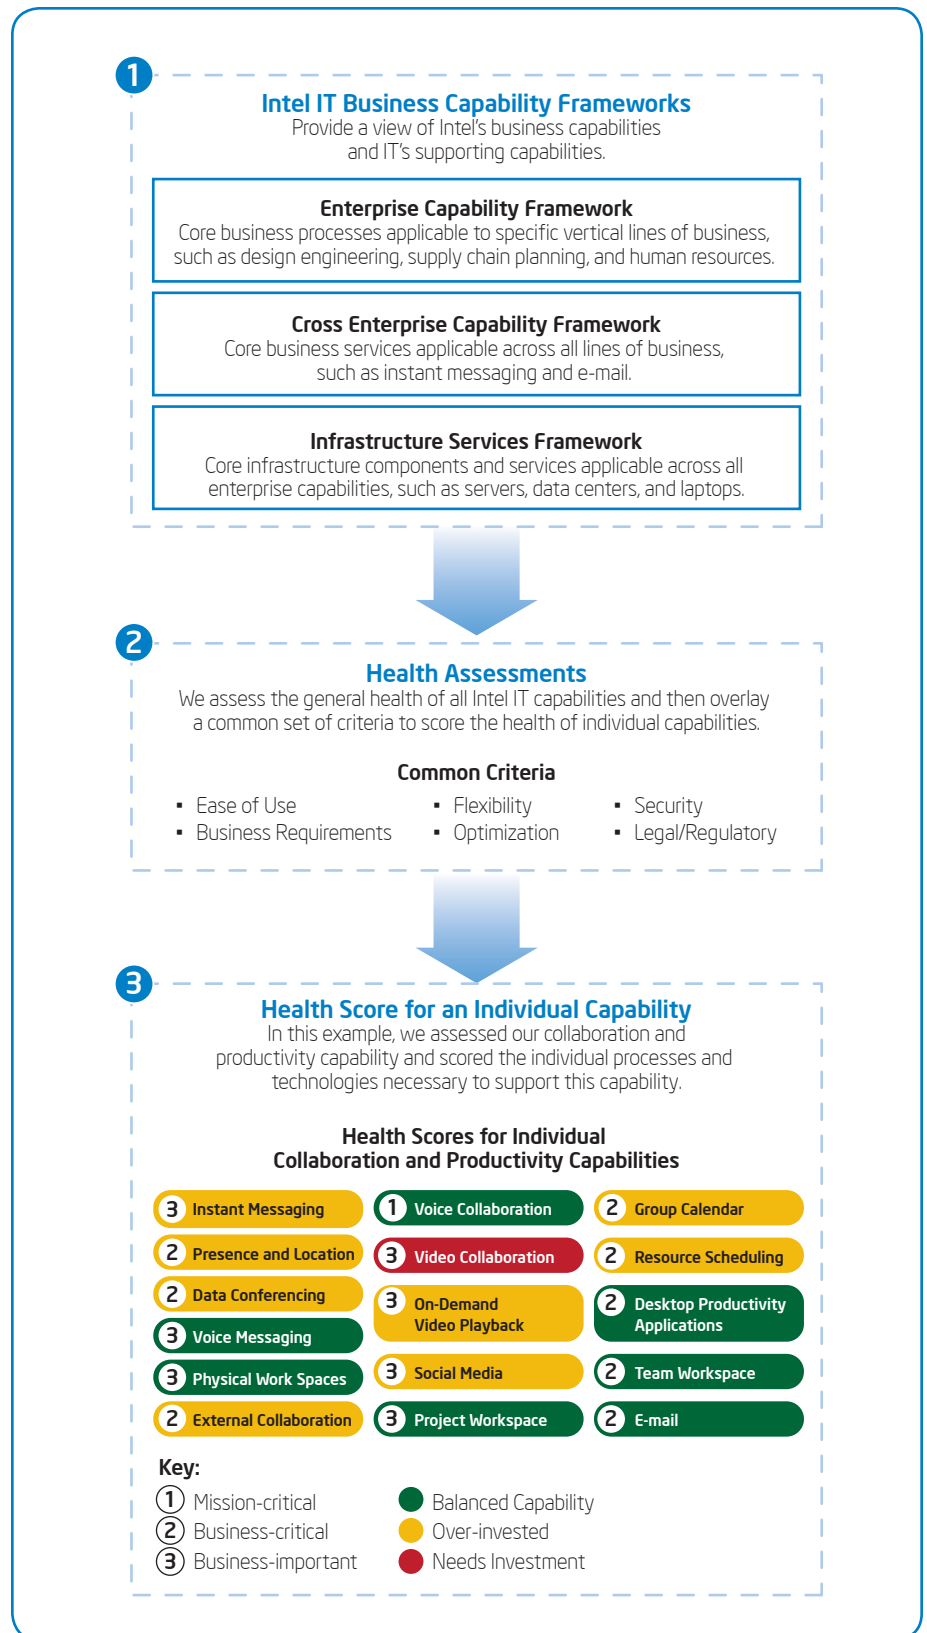 1
Intel IT Business Capability Frameworks
Provide a view of Intel's business capabilities
and IT's supporting capabilities.
Enterprise Capability Framework
Core business processes applicable to specific vertical lines of business,
such as design engineering, supply chain planning, and human resources.
Cross Enterprise Capability Framework
Core business services applicable across all lines of business,
such as instant messaging and e-mail.
Infrastructure Services Framework
Core infrastructure components and services applicable across all
enterprise capabilities, such as servers, data centers, and laptops.
2
Health Assessments
We assess the general health of all Intel IT capabilities and then overlay
a common set of criteria to score the health of individual capabilities.
Common Criteria
▪ Ease of Use
▪ Business Requirements
▪ Flexibility
▪ Optimization
▪ Security
▪ Legal/Regulatory
3
Health Score for an Individual Capability
In this example, we assessed our collaboration and
productivity capability and scored the individual processes and
technologies necessary to support this capability.
Health Scores for Individual
Collaboration and Productivity Capabilities
3 Instant Messaging
2 Presence and Location
2 Data Conferencing
3 Voice Messaging
3 Physical Work Spaces
2 External Collaboration
1 Voice Collaboration
3 Video Collaboration
3 On-Demand
Video Playback
3 Social Media
3 Project Workspace
2 Group Calendar
2 Resource Scheduling
2 Desktop Productivity
Applications
2 Team Workspace
2 E-mail
Key:
1 Mission-critical
2 Business-critical
3 Business-important
Balanced Capability
Over-invested
Needs Investment